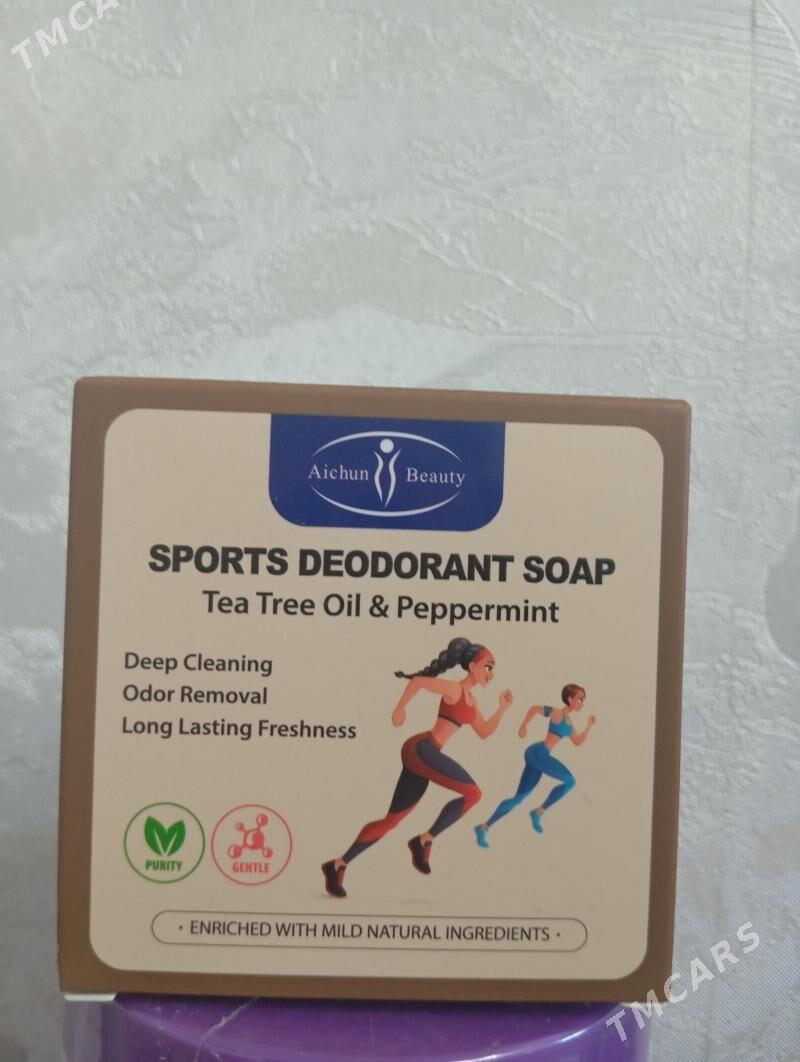 TMCARS
Aichun Beauty
SPORTS DEODORANT SOAP
Tea Tree Oil & Peppermint
Deep Cleaning
Odor Removal
Long Lasting Freshness
PURITY
GENTLE
· ENRICHED WITH MILD NATURAL INGREDIENTS ·
TMCARS